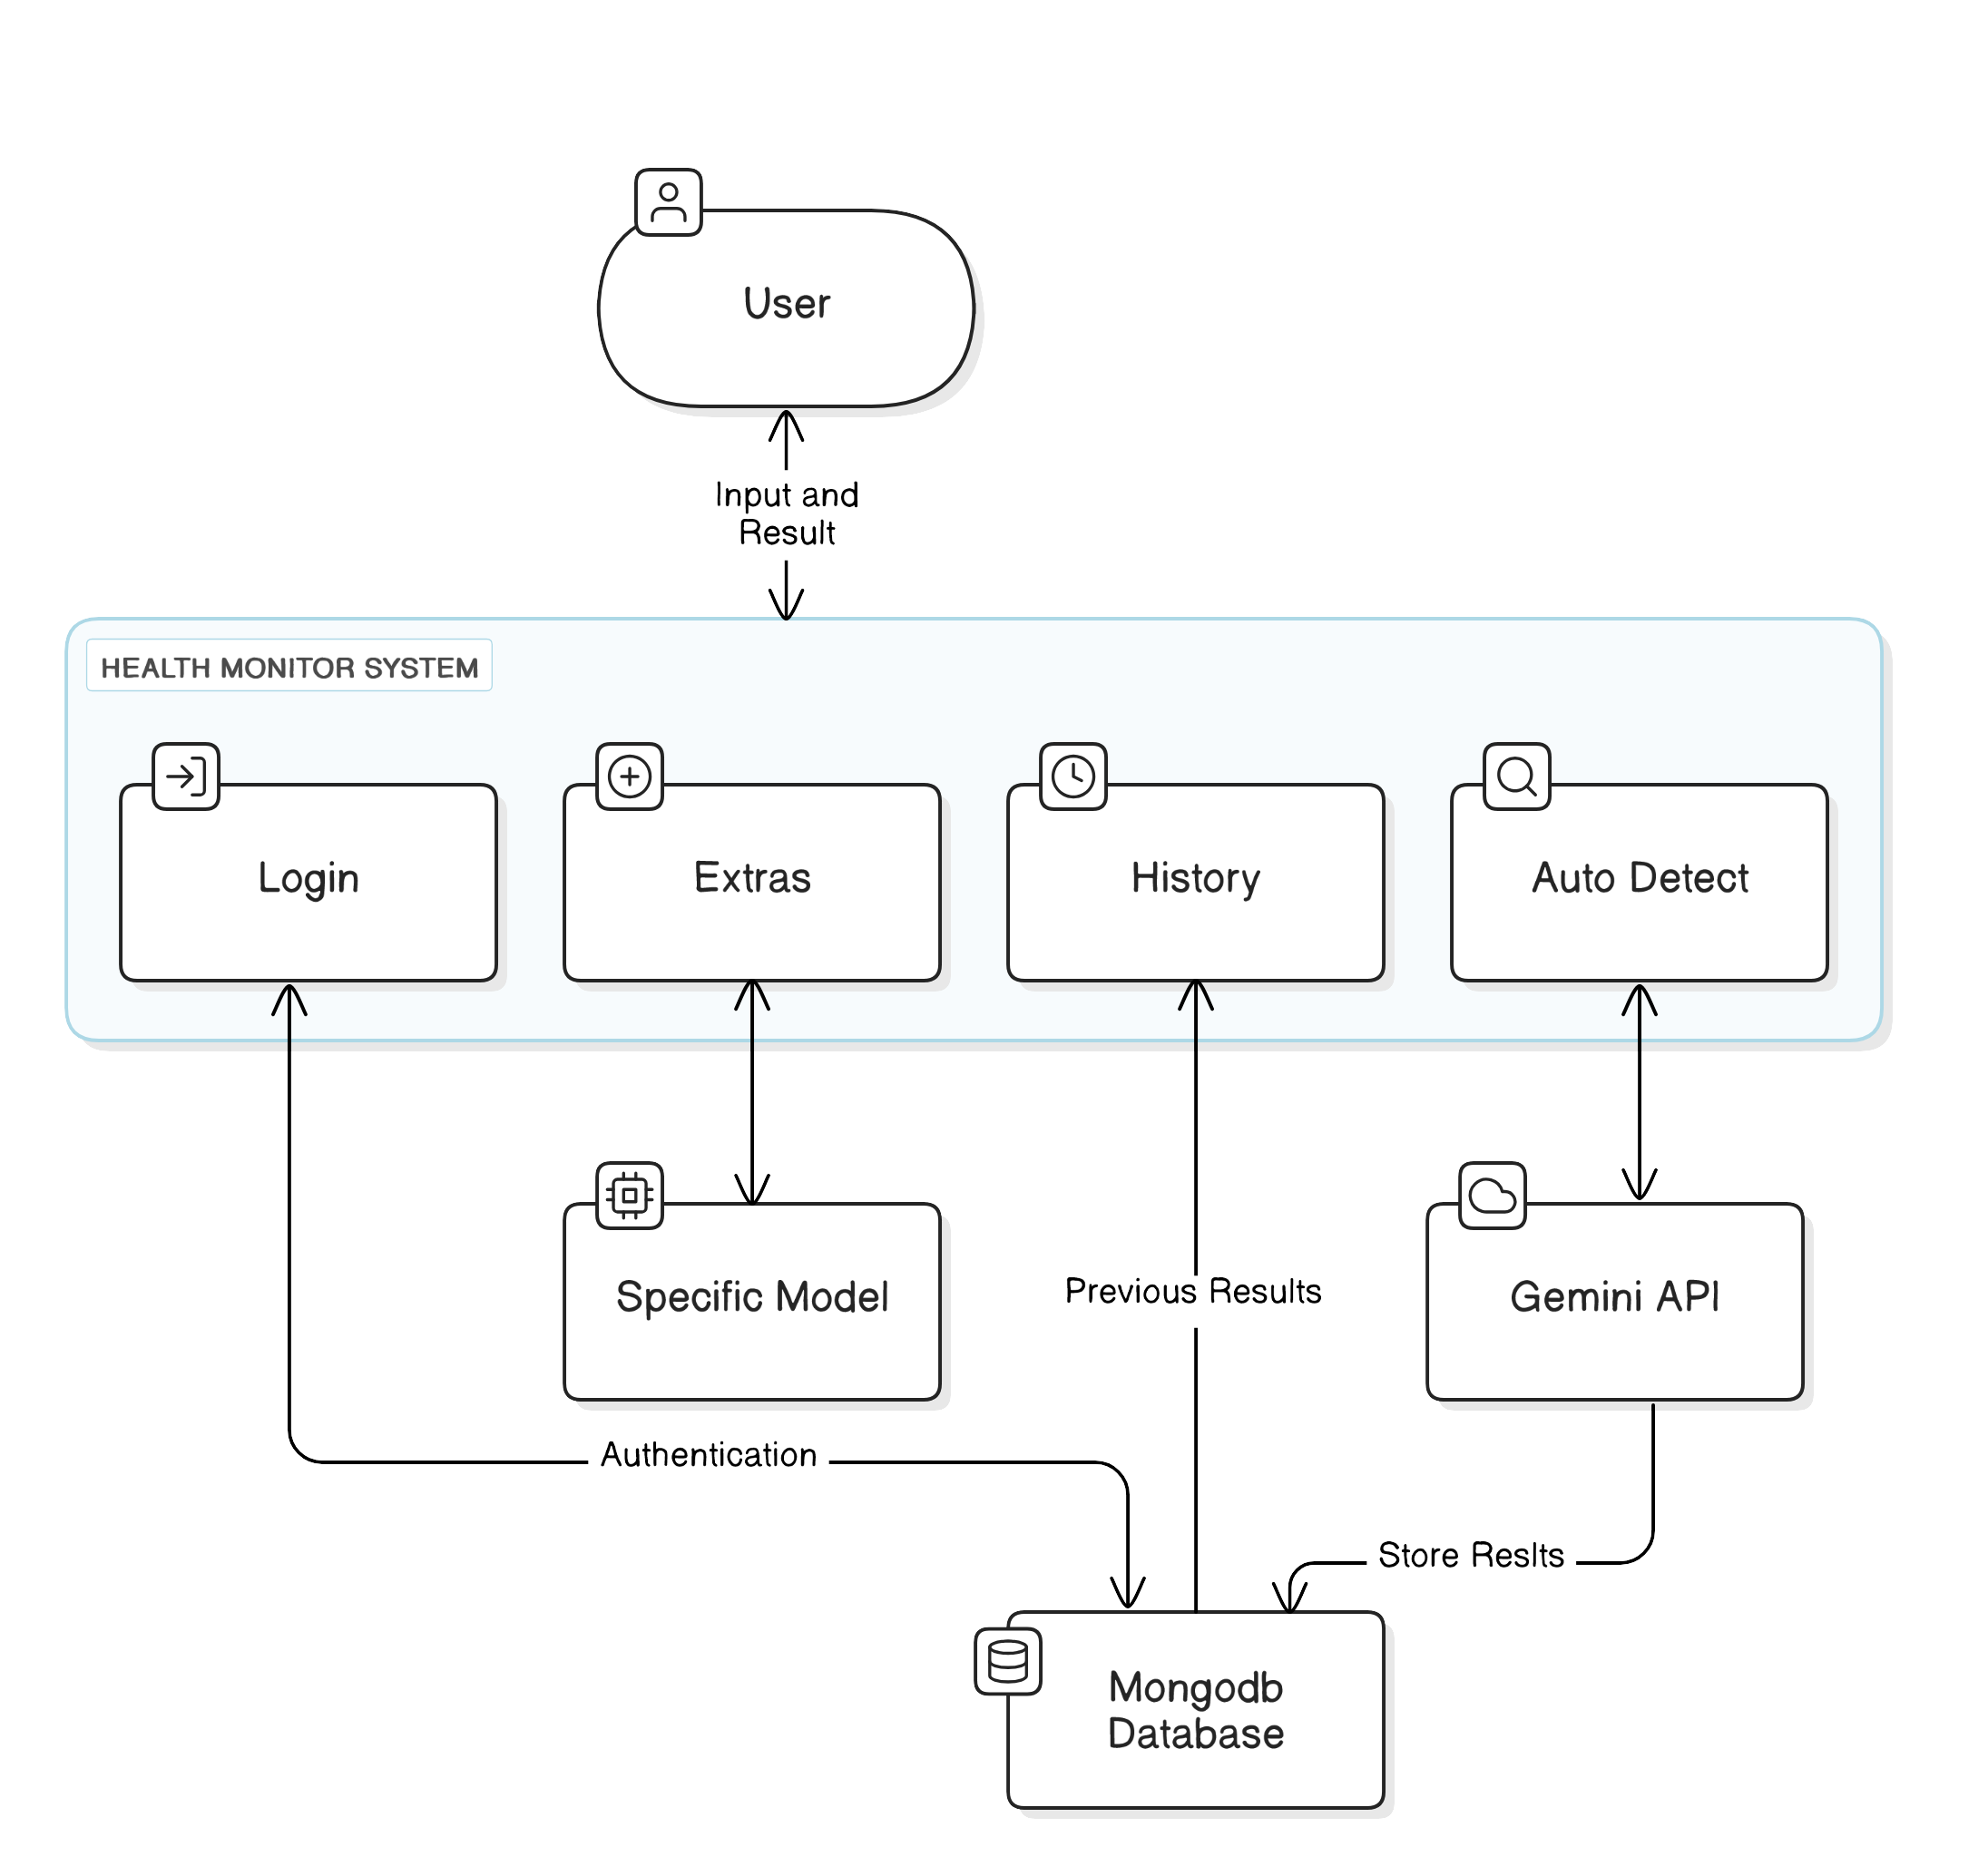 User
Input and
Result
HEALTH MONITOR SYSTEM
Login
Extras
History
Auto Detect
Specific Model
Previous Results
Gemini API
Authentication
Store Reslts
Mongodb
Database